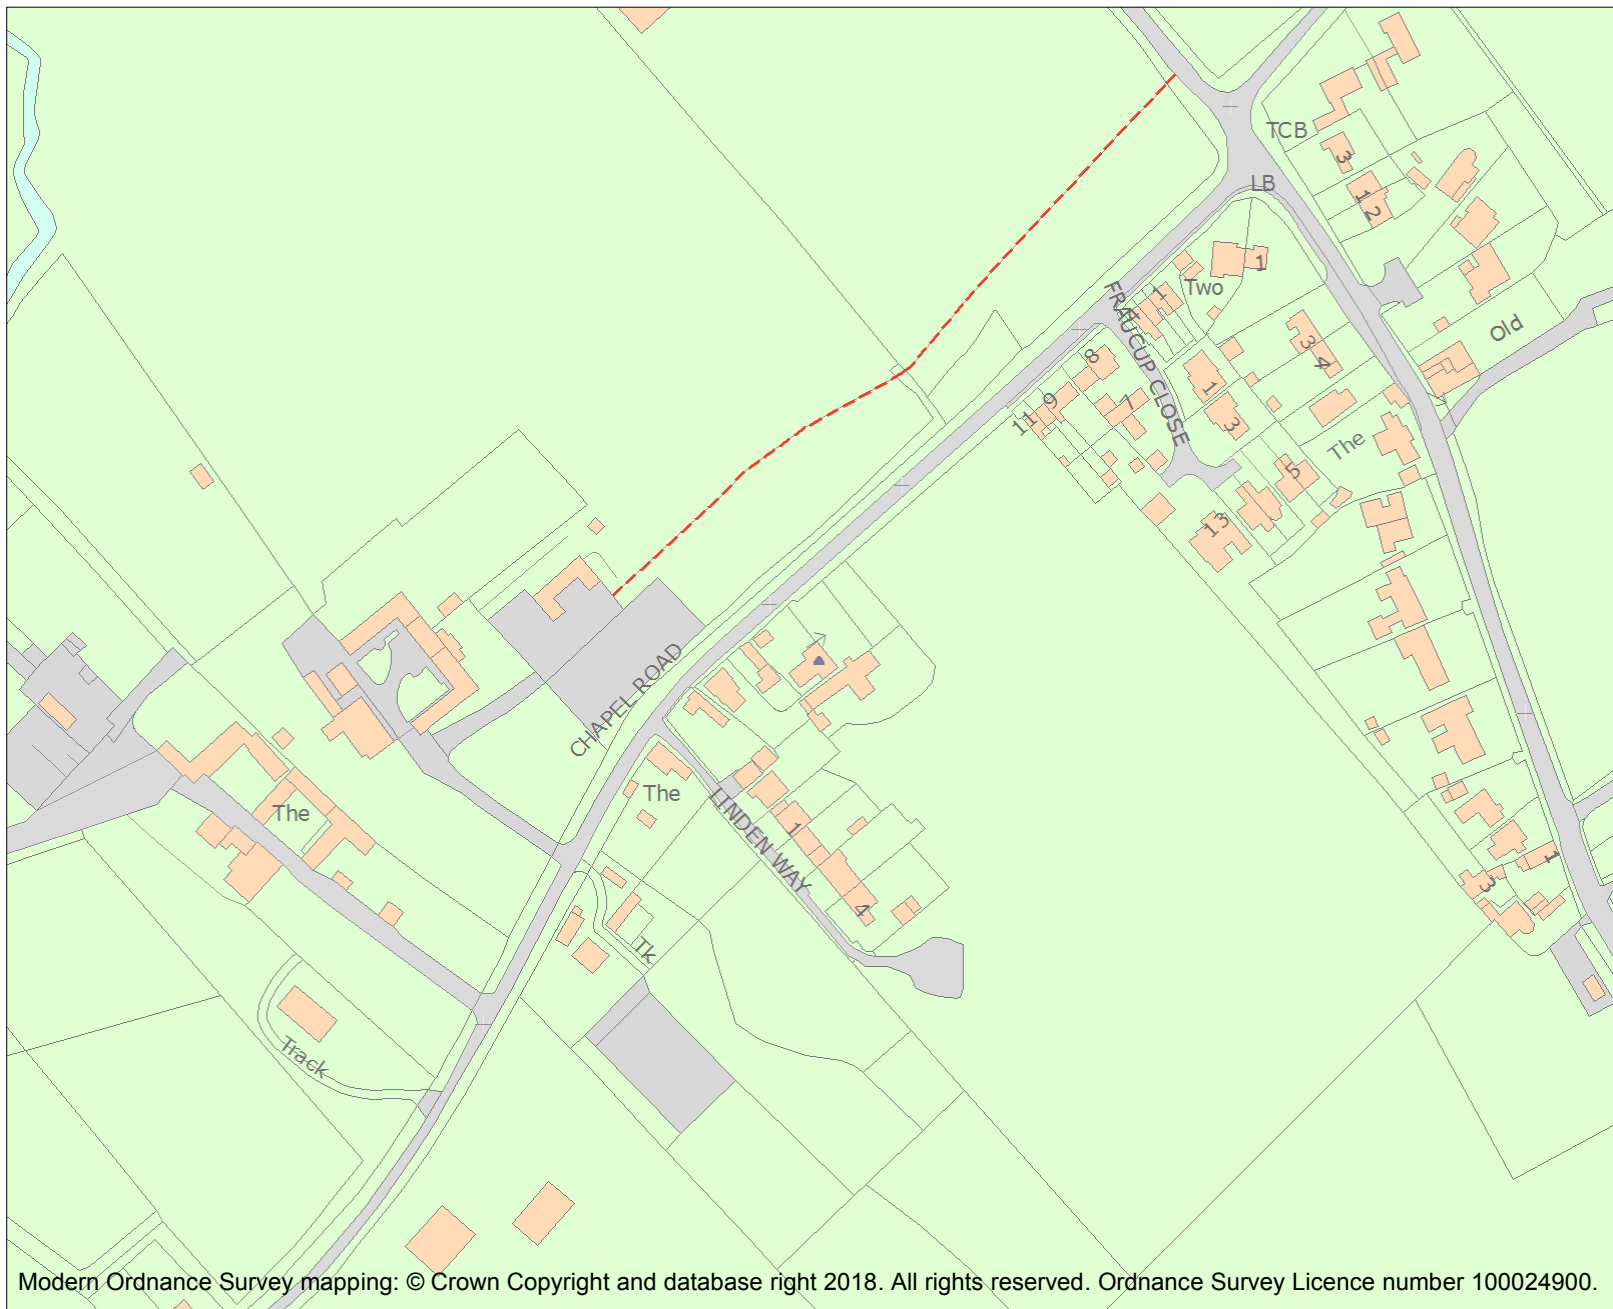 TCB
3
LB
1
2
1
Two
1
FRAUCUP CLOSE
Old
3
4
8
7
9
11
1
3
The
5
13
CHAPEL ROAD
The
The
LINDEN WAY
1
4
1
3
Tk
Track
Modern Ordnance Survey mapping: © Crown Copyright and database right 2018. All rights reserved. Ordnance Survey Licence number 100024900.